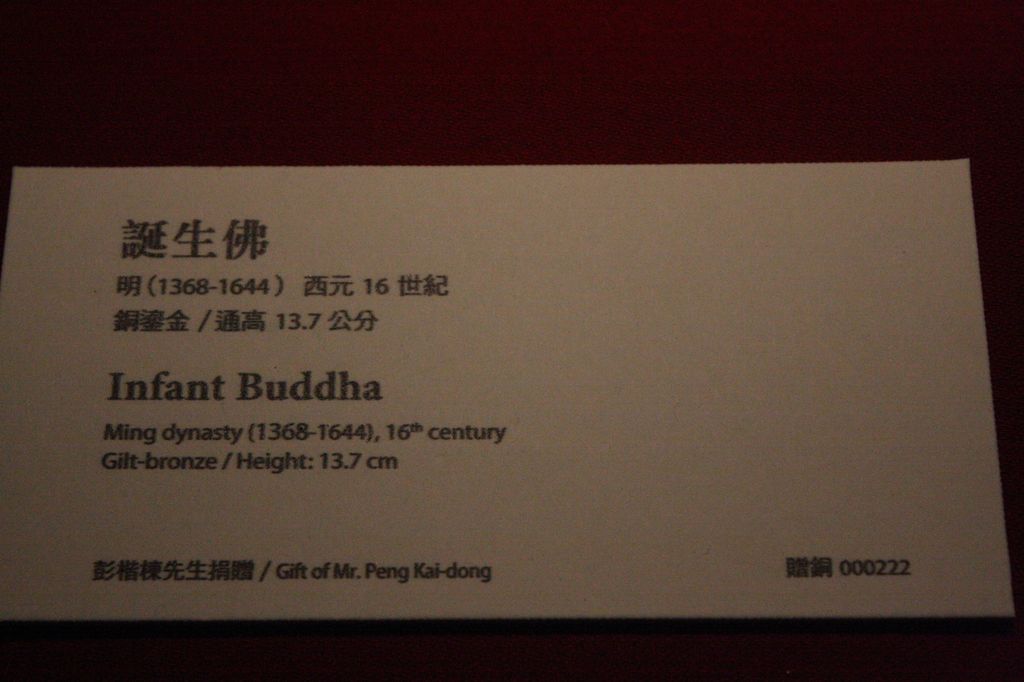 誕生佛
明(1368-1644) 西元 16 世紀
銅鎏金 / 通高 13.7 公分
Infant Buddha
Ming dynasty (1368-1644), 16th century
Gilt-bronze / Height: 13.7 cm
彭楷棟先生捐贈 / Gift of Mr. Peng Kai-dong 贈銅 000222